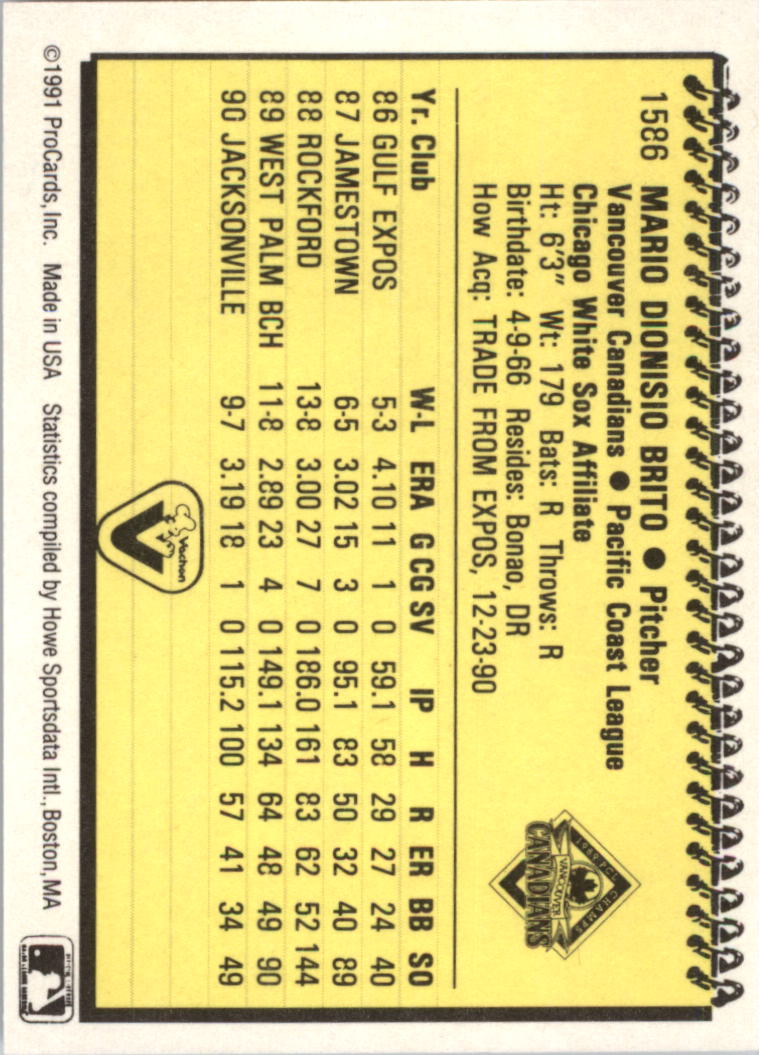 1586 MARIO DIONISIO BRITO ● Pitcher
Vancouver Canadians ● Pacific Coast League
Chicago White Sox Affiliate
Ht: 6'3" Wt: 179 Bats: R Throws: R
Birthdate: 4-9-66 Resides: Bonao, DR
How Acq: TRADE FROM EXPOS, 12-23-90
1989 PCL CHAMPS
VANCOUVER
CANADIANS
Yr. Club W-L ERA G CG SV IP H R ER BB SO
86 GULF EXPOS 5-3 4.10 11 1 0 59.1 58 29 27 24 40
87 JAMESTOWN 6-5 3.02 15 3 0 95.1 83 50 32 40 89
88 ROCKFORD 13-8 3.00 27 7 0 186.0 161 83 62 52 144
89 WEST PALM BCH 11-8 2.89 23 4 0 149.1 134 64 48 49 90
90 JACKSONVILLE 9-7 3.19 18 1 0 115.2 100 57 41 34 49
Vachon
V
©1991 ProCards, Inc. Made in USA Statistics compiled by Howe Sportsdata Intl., Boston, MA